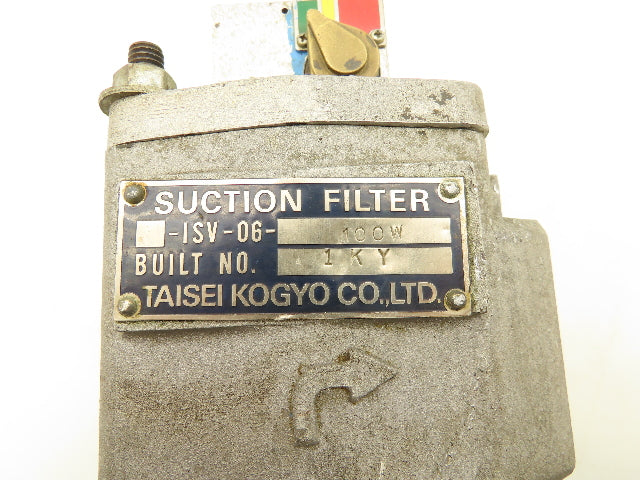 SUCTION FILTER
-ISV-06- 100W
BUILT NO. 1KY
TAISEI KOGYO CO.,LTD.